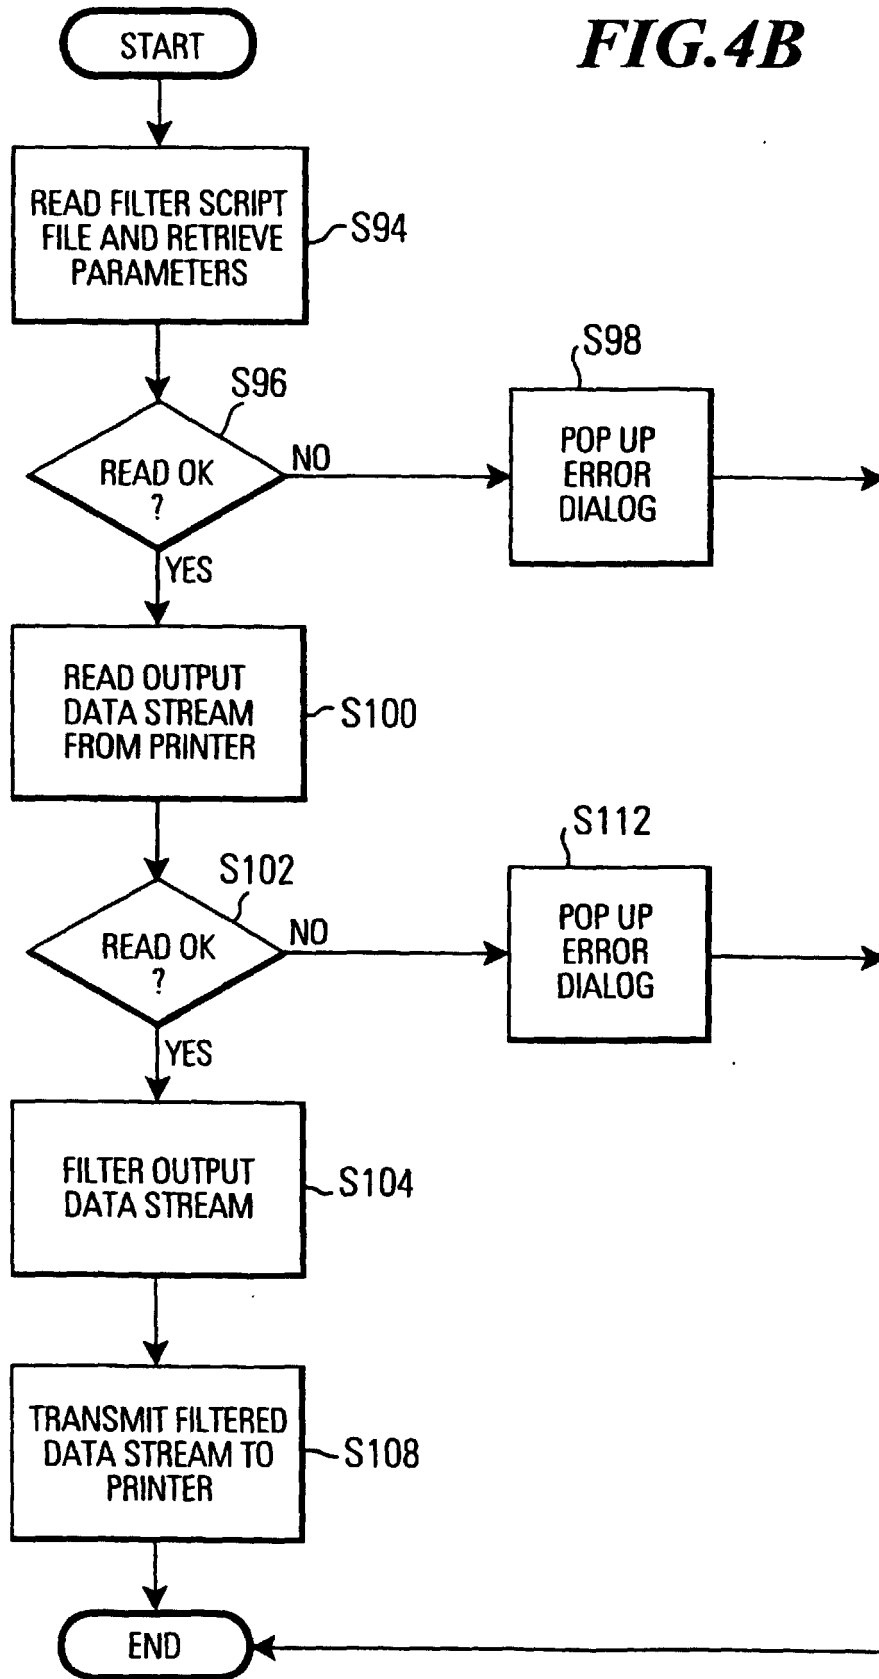 START
FIG.4B
READ FILTER SCRIPT
FILE AND RETRIEVE
PARAMETERS
S94
S96
READ OK
?
NO
YES
S98
POP UP
ERROR
DIALOG
READ OUTPUT
DATA STREAM
FROM PRINTER
S100
S102
READ OK
?
NO
YES
S112
POP UP
ERROR
DIALOG
FILTER OUTPUT
DATA STREAM
S104
TRANSMIT FILTERED
DATA STREAM TO
PRINTER
S108
END